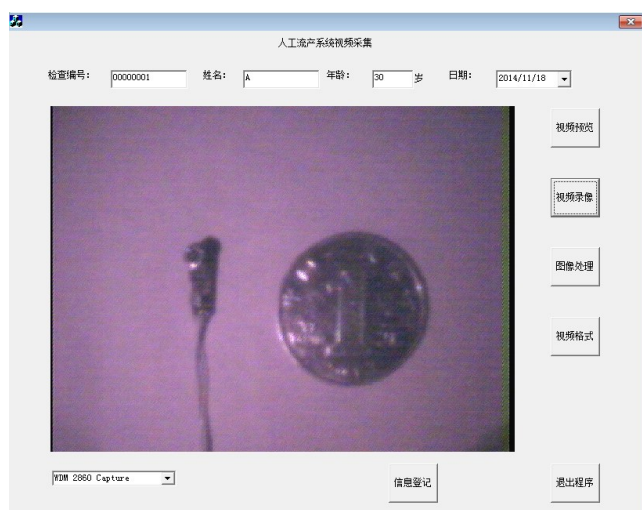 人工流产系统视频采集
检查编号: 00000001 姓名: A 年龄: 30 岁 日期: 2014/11/18
视频预览
视频录像
图像处理
视频格式
WDM 2860 Capture 信息登记 退出程序